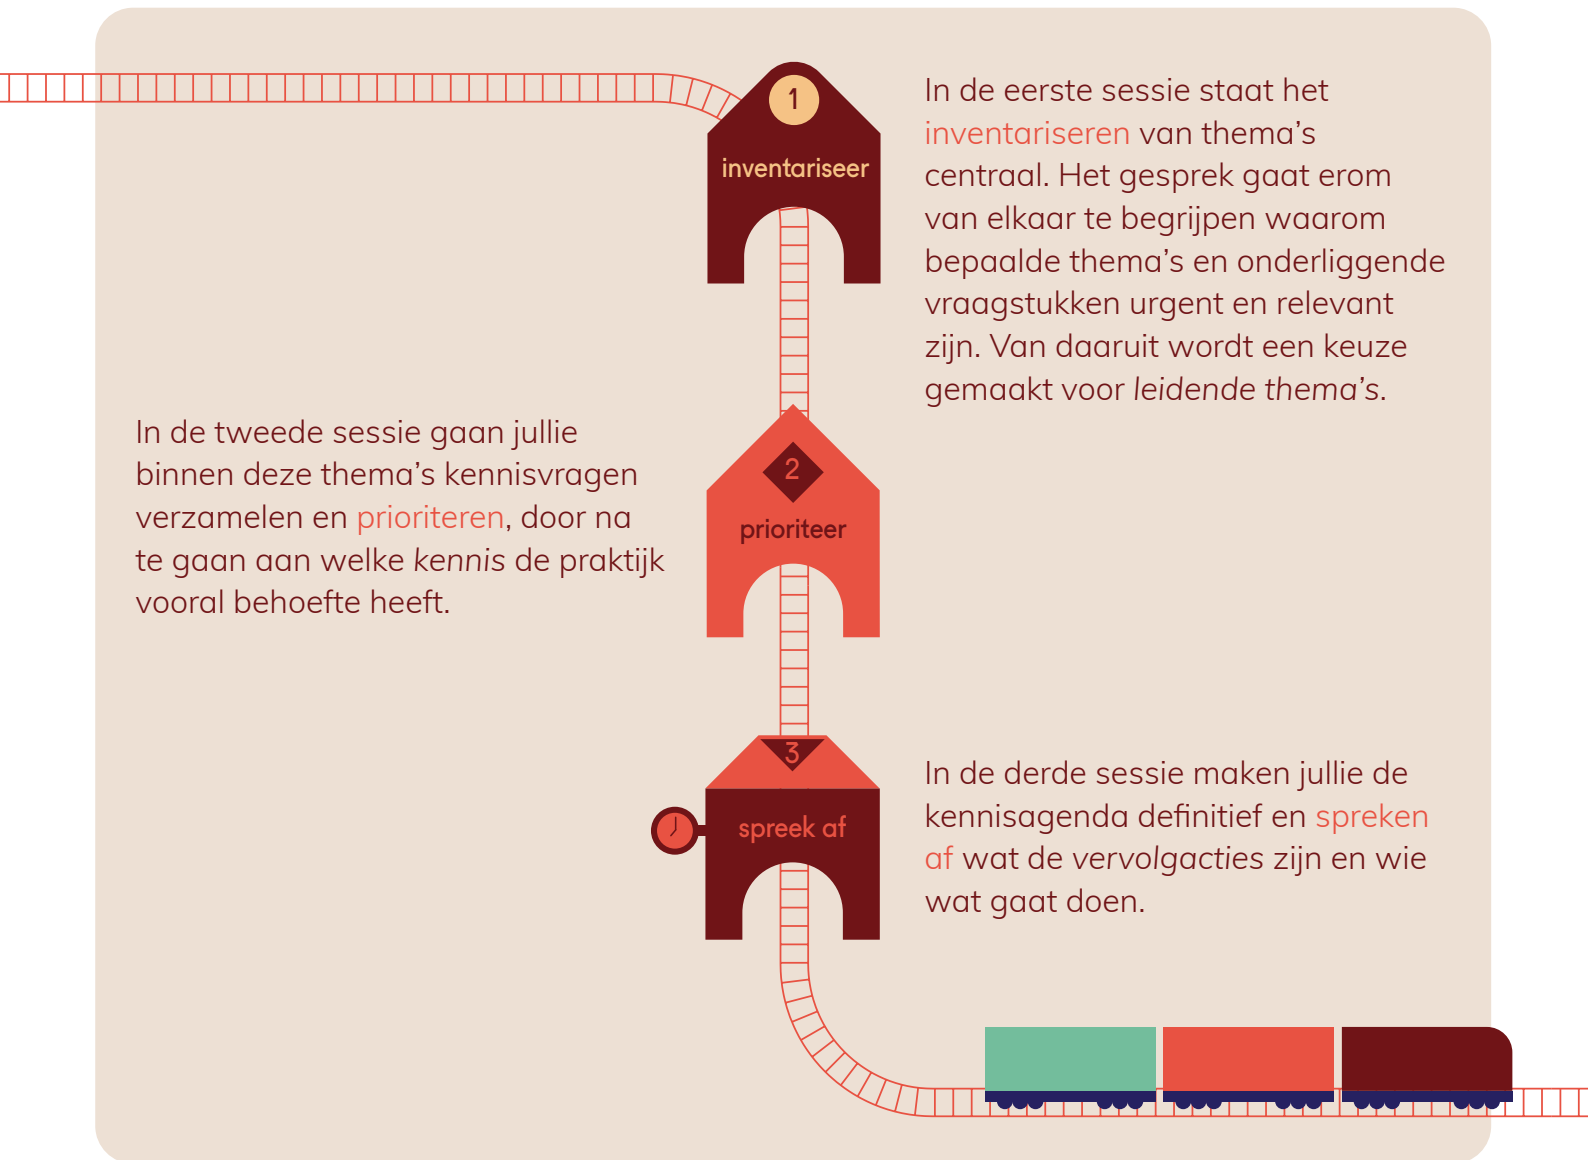 1
inventariseer
In de eerste sessie staat het
inventariseren van thema’s
centraal. Het gesprek gaat erom
van elkaar te begrijpen waarom
bepaalde thema’s en onderliggende
vraagstukken urgent en relevant
zijn. Van daaruit wordt een keuze
gemaakt voor leidende thema’s.
2
prioriteer
In de tweede sessie gaan jullie
binnen deze thema’s kennisvragen
verzamelen en prioriteren, door na
te gaan aan welke kennis de praktijk
vooral behoefte heeft.
3
spreek af
In de derde sessie maken jullie de
kennisagenda definitief en spreken
af wat de vervolgacties zijn en wie
wat gaat doen.